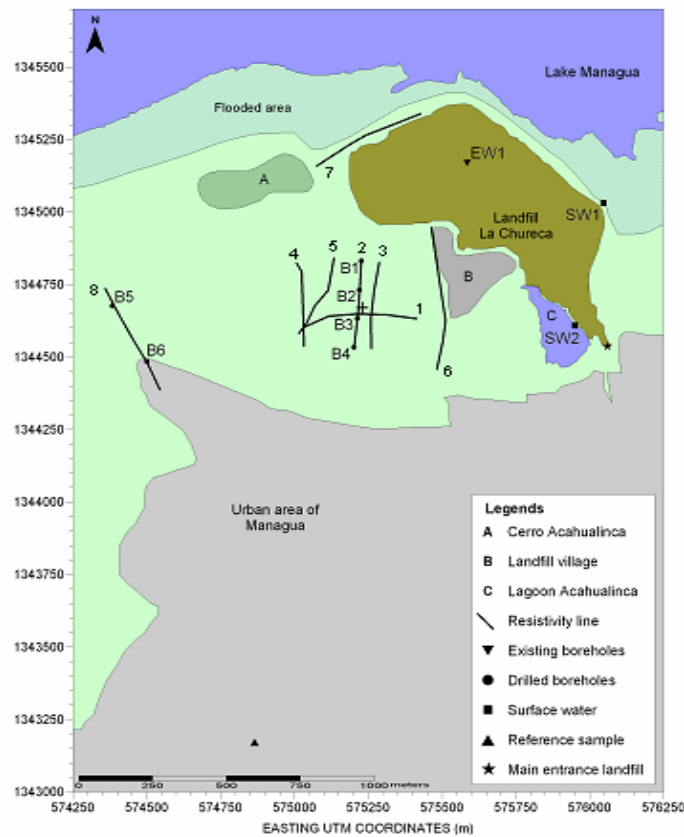 N
1345500
Lake Managua
Flooded area
1345250
EW1
7
A
1345000
SW1
Landfill
La Chureca
4
5
2
3
B1
B
1344750
8
B5
B2
C
1
B3
SW2
B4
B6
1344500
6
1344250
Urban area of
Managua
1344000
Legends
A Cerro Acahualinca
B Landfill village
C Lagoon Acahualinca
Resistivity line
Existing boreholes
Drilled boreholes
Surface water
Reference sample
Main entrance landfill
1343750
1343500
1343250
1343000
0 250 500 750 1000 meters
574250 574500 574750 575000 575250 575500 575750 576000 576250
EASTING UTM COORDINATES (m)